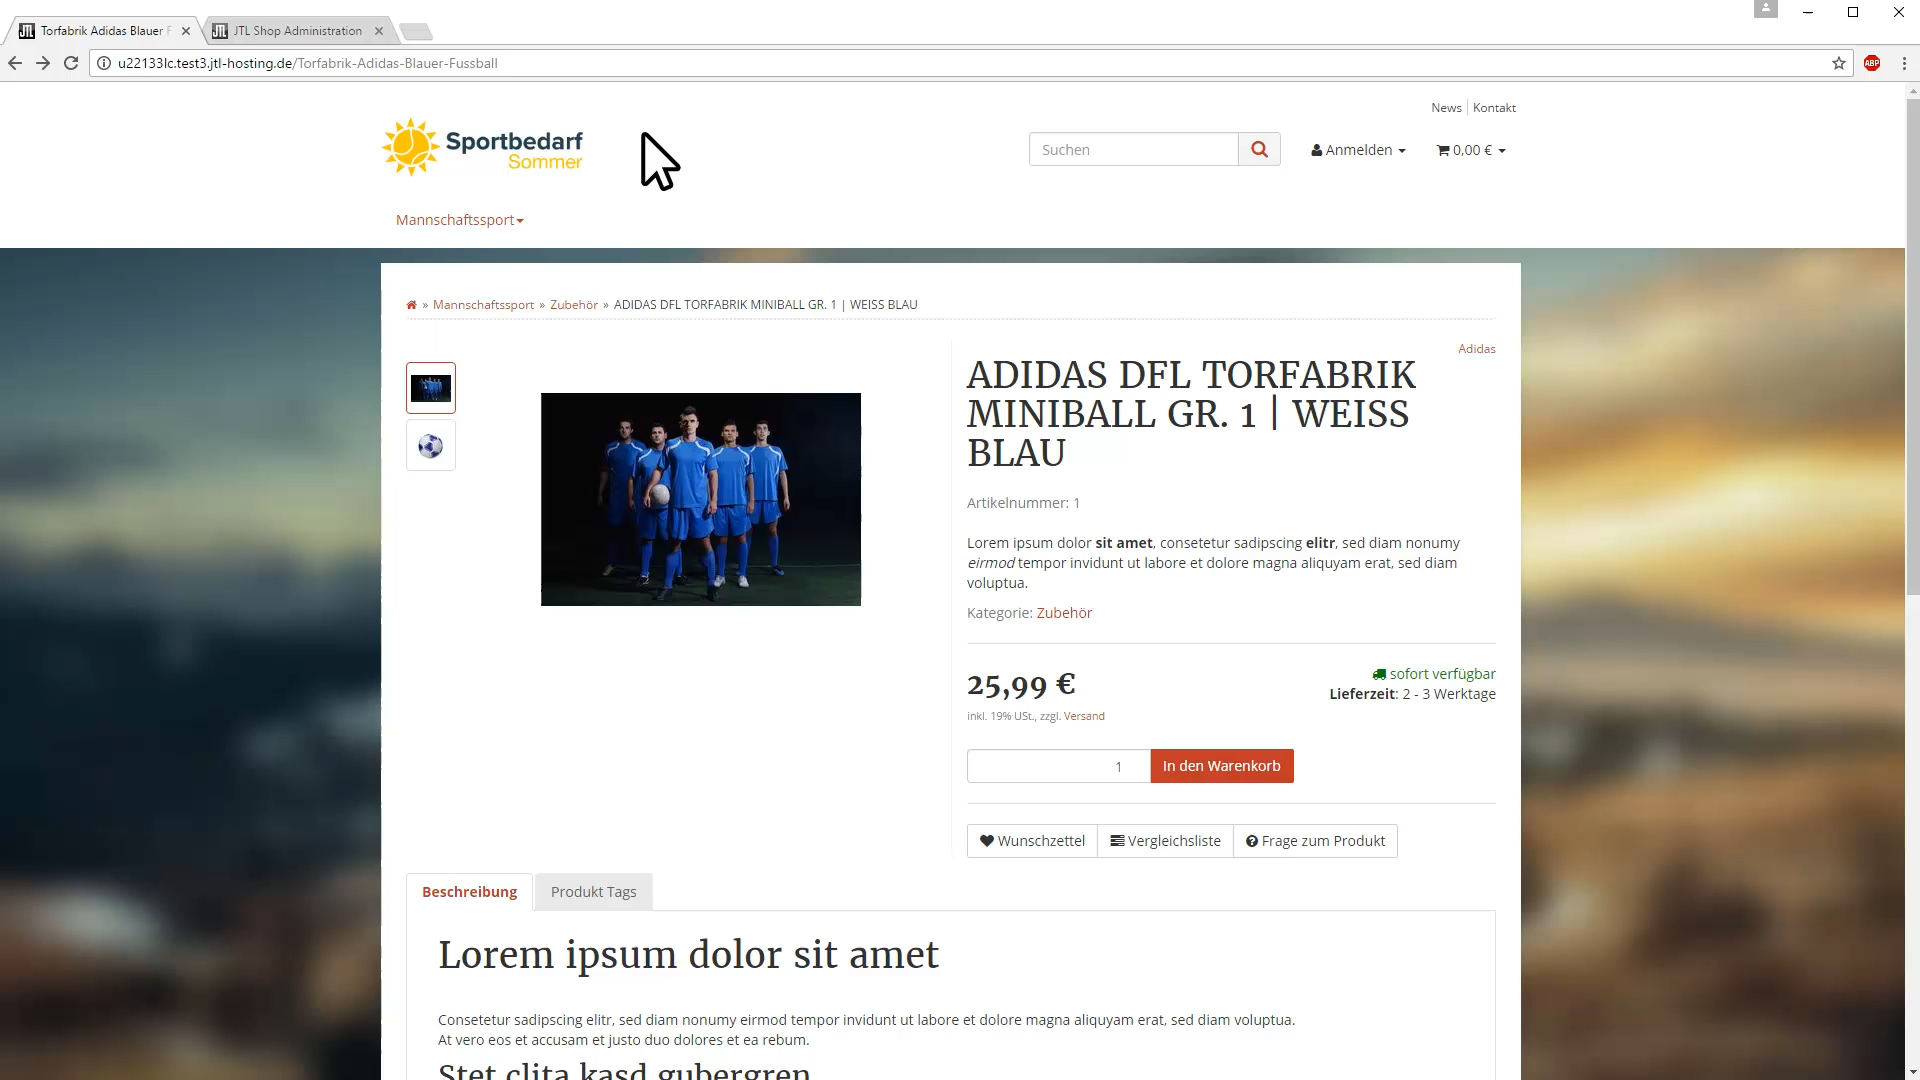 JTL Torfabrik Adidas Blauer F
JTL JTL Shop Administration
u22133lc.test3.jtl-hosting.de/Torfabrik-Adidas-Blauer-Fussball
ABP
News Kontakt
Sportbedarf
Sommer
Suchen
Anmelden
0,00 €
Mannschaftssport
» Mannschaftssport » Zubehör » ADIDAS DFL TORFABRIK MINIBALL GR. 1 | WEISS BLAU
Adidas
ADIDAS DFL TORFABRIK
MINIBALL GR. 1 | WEISS
BLAU
Artikelnummer: 1
Lorem ipsum dolor sit amet, consetetur sadipscing elitr, sed diam nonumy
eirmod tempor invidunt ut labore et dolore magna aliquyam erat, sed diam
voluptua.
Kategorie: Zubehör
25,99 €
inkl. 19% USt., zzgl. Versand
sofort verfügbar
Lieferzeit: 2 - 3 Werktage
1
In den Warenkorb
Wunschzettel
Vergleichsliste
Frage zum Produkt
Beschreibung
Produkt Tags
Lorem ipsum dolor sit amet
Consetetur sadipscing elitr, sed diam nonumy eirmod tempor invidunt ut labore et dolore magna aliquyam erat, sed diam voluptua.
At vero eos et accusam et justo duo dolores et ea rebum.
Stet clita kasd gubergren